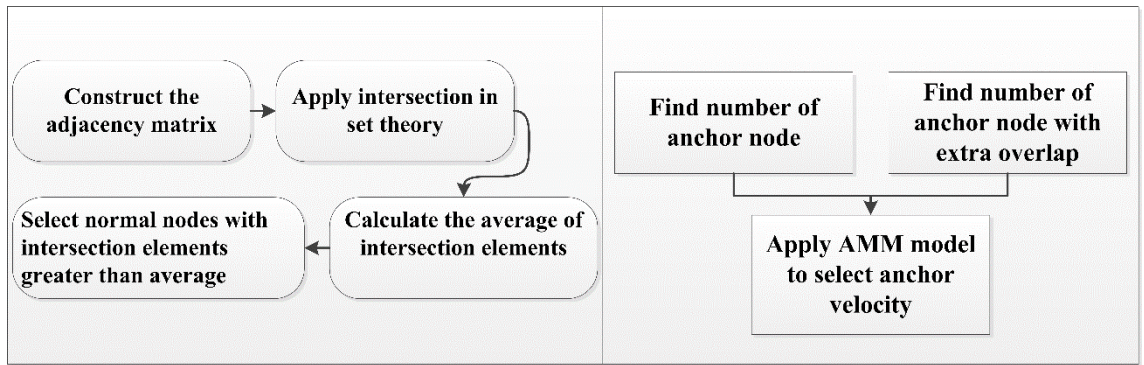 Construct the
adjacency matrix
Apply intersection in
set theory
Calculate the average of
intersection elements
Select normal nodes with
intersection elements
greater than average
Find number of
anchor node
Find number of
anchor node with
extra overlap
Apply AMM model
to select anchor
velocity